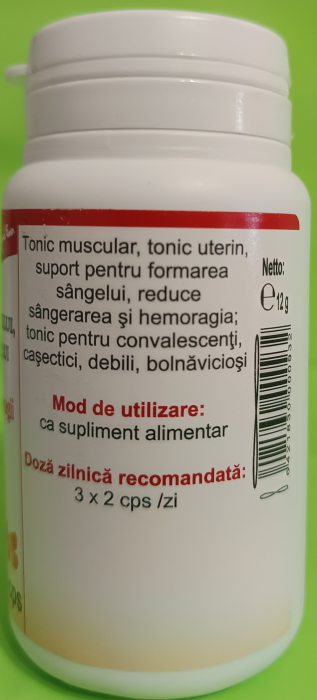 Tonic muscular, tonic uterin,
suport pentru formarea
sângelui, reduce
sângerarea şi hemoragia;
tonic pentru convalescenţi,
caşectici, debili, bolnăvicioşi
Mod de utilizare:
ca supliment alimentar
Doză zilnică recomandată:
3 x 2 cps /zi
Netto:
℮12 g